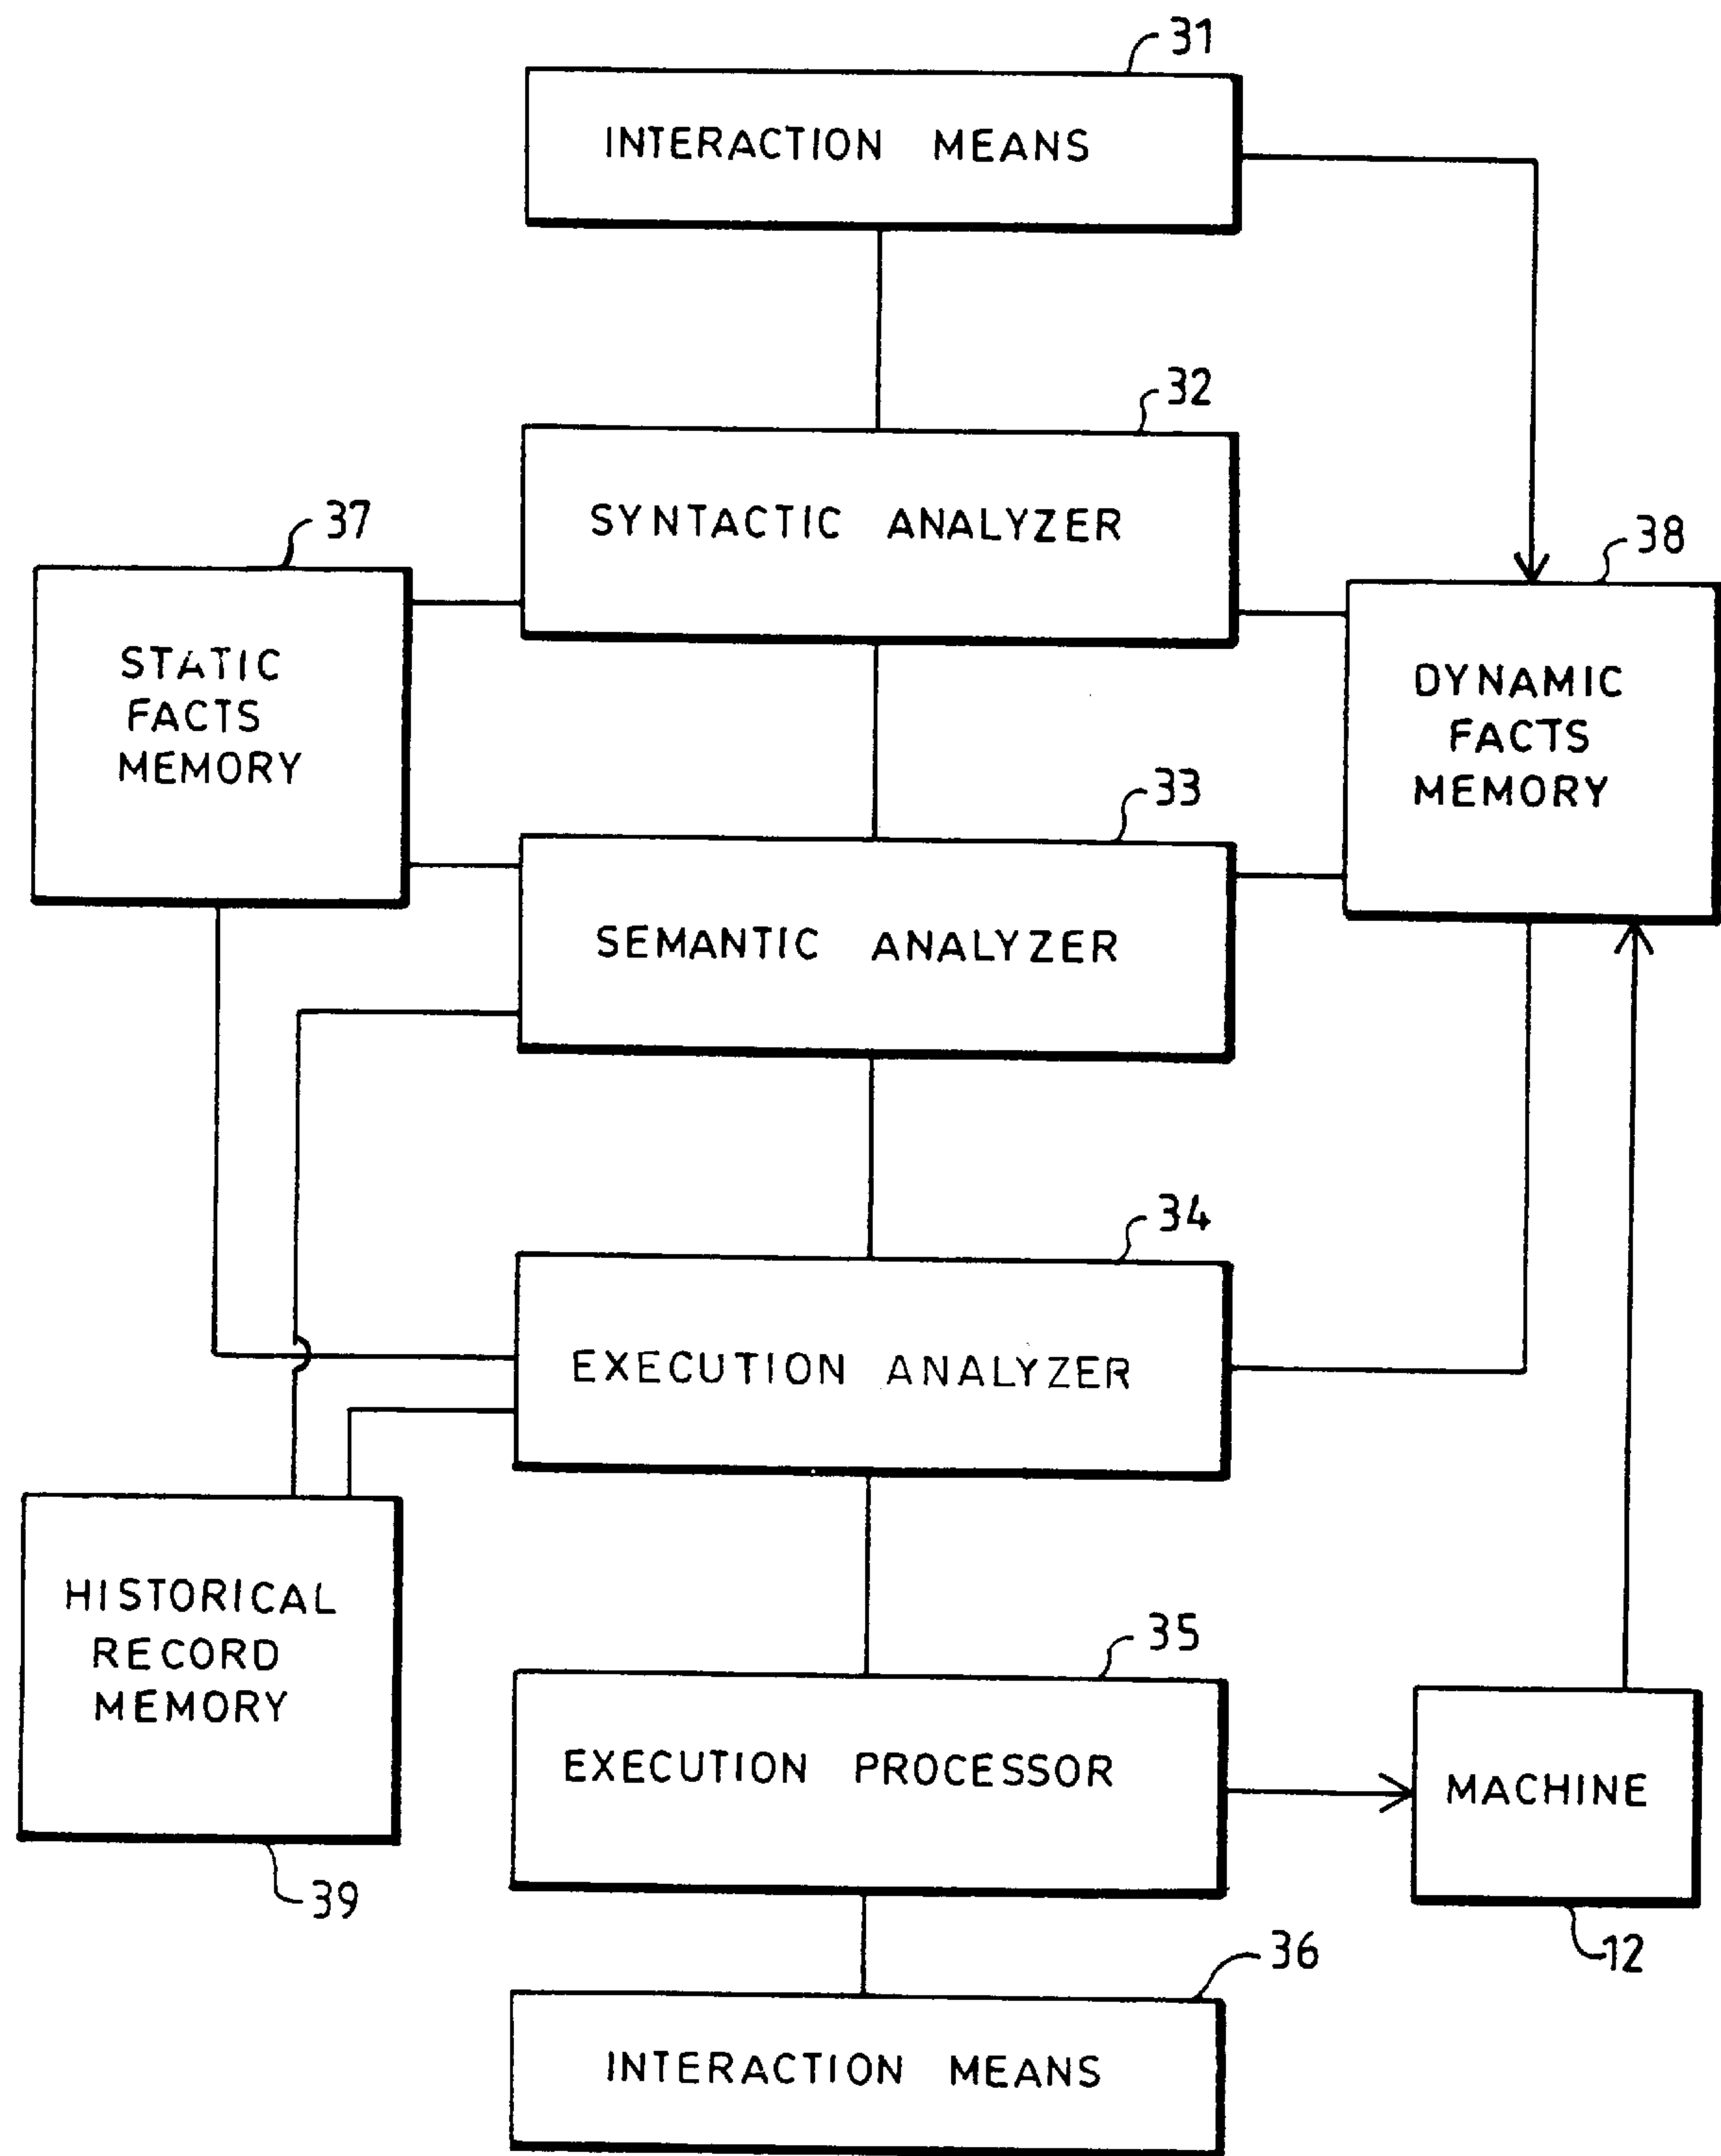 31
INTERACTION MEANS
32
SYNTACTIC ANALYZER
37
STATIC
FACTS
MEMORY
38
DYNAMIC
FACTS
MEMORY
33
SEMANTIC ANALYZER
34
EXECUTION ANALYZER
HISTORICAL
RECORD
MEMORY
39
35
EXECUTION PROCESSOR
MACHINE
12
36
INTERACTION MEANS